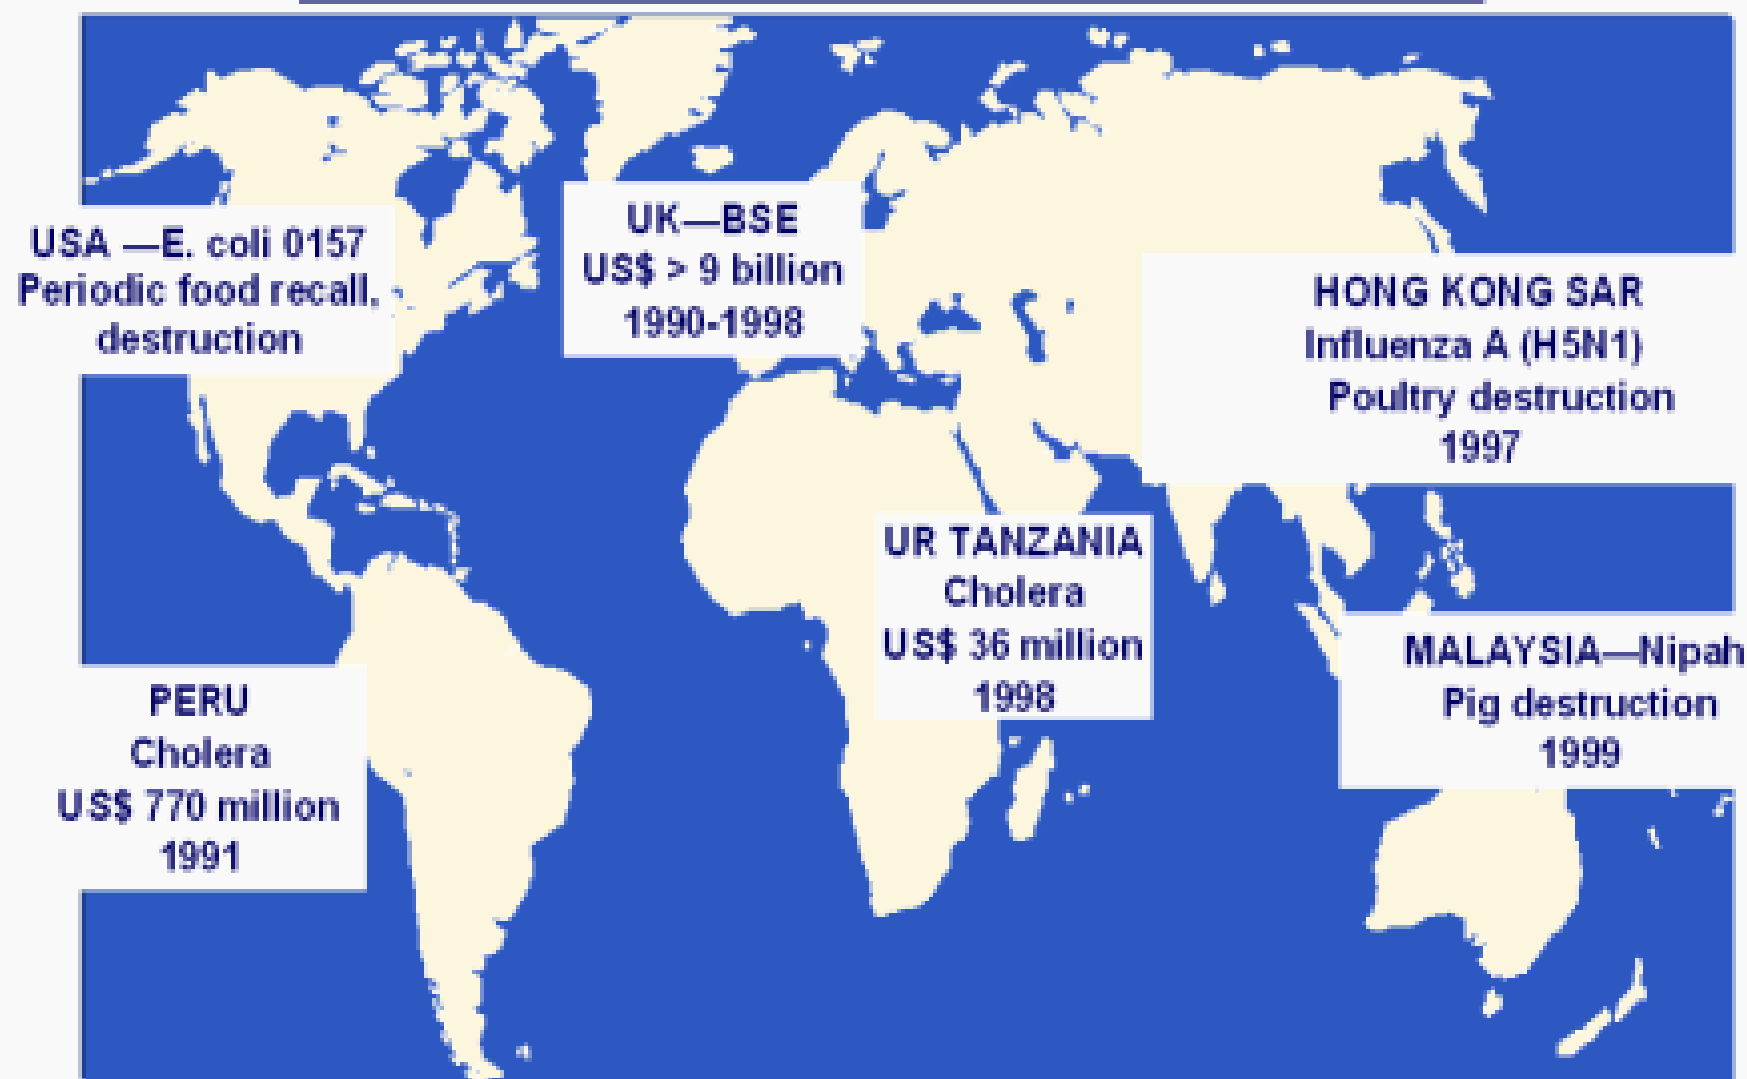 USA —E. coli 0157
Periodic food recall,
destruction
UK—BSE
US$ > 9 billion
1990-1998
HONG KONG SAR
Influenza A (H5N1)
Poultry destruction
1997
UR TANZANIA
Cholera
US$ 36 million
1998
MALAYSIA—Nipah
Pig destruction
1999
PERU
Cholera
US$ 770 million
1991